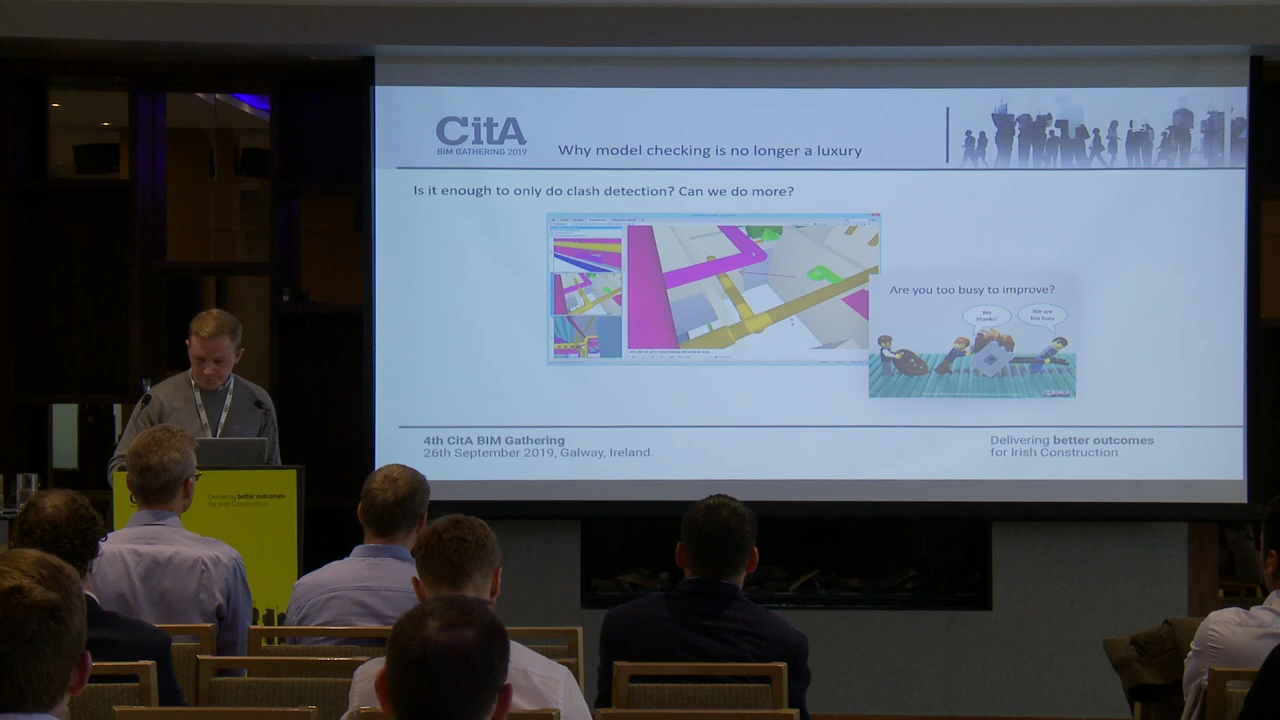 CitA
BIM GATHERING 2019
Why model checking is no longer a luxury
Is it enough to only do clash detection? Can we do more?
Are you too busy to improve?
No
thanks!
We are
too busy
4th CitA BIM Gathering
26th September 2019, Galway, Ireland.
Delivering better outcomes
for Irish Construction
Delivering better outcomes
for Irish Construction